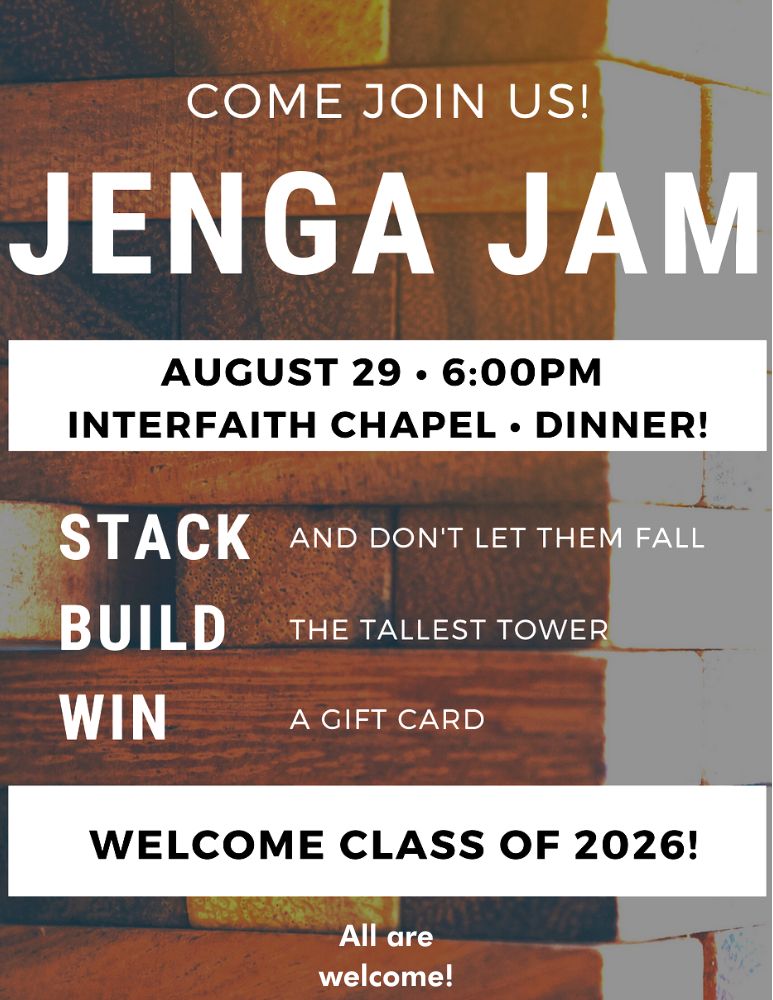 COME JOIN US!
JENGA JAM
AUGUST 29 • 6:00PM
INTERFAITH CHAPEL • DINNER!
STACK AND DON'T LET THEM FALL
BUILD THE TALLEST TOWER
WIN A GIFT CARD
WELCOME CLASS OF 2026!
All are
welcome!